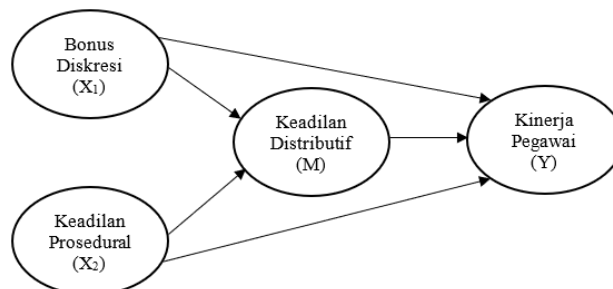 Bonus
Diskresi
(X₁)
Keadilan
Distributif
(M)
Kinerja
Pegawai
(Y)
Keadilan
Prosedural
(X₂)